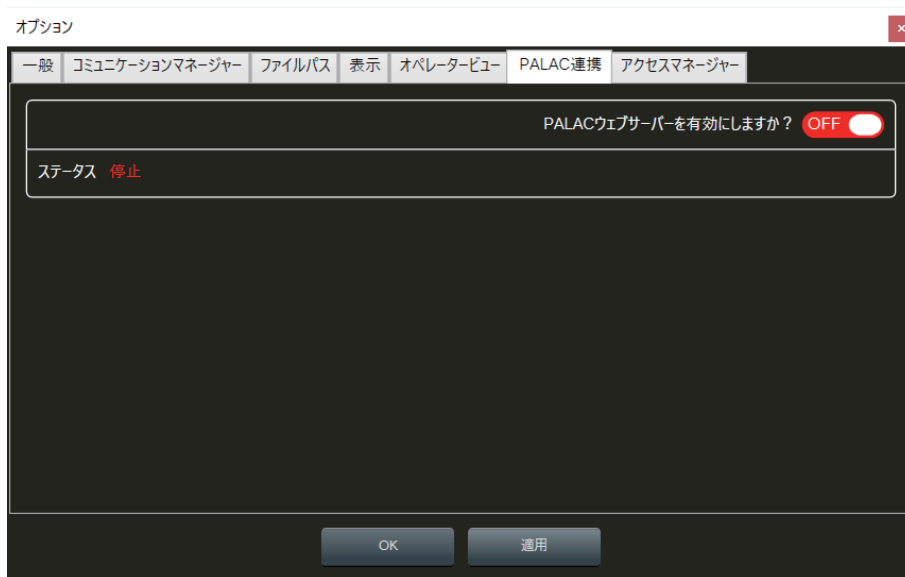 オプション
一般 コミュニケーションマネージャー ファイルパス 表示 オペレータービュー PALAC連携 アクセスマネージャー
PALACウェブサーバーを有効にしますか？ OFF
ステータス 停止
OK 適用